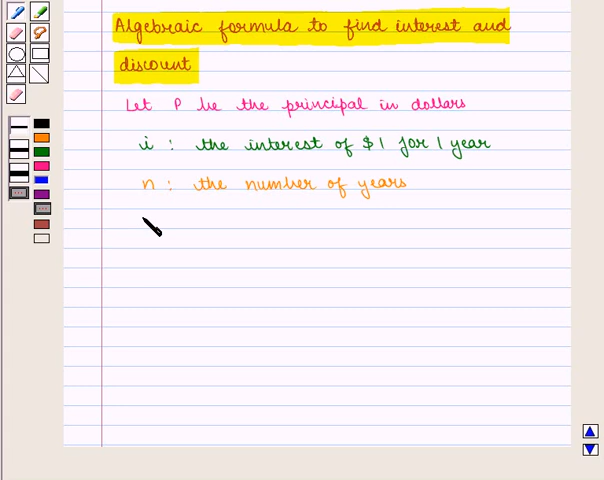 Algebraic formula to find interest and
discount
Let P be the principal in dollars
i : the interest of $1 for 1 year
n : the number of years